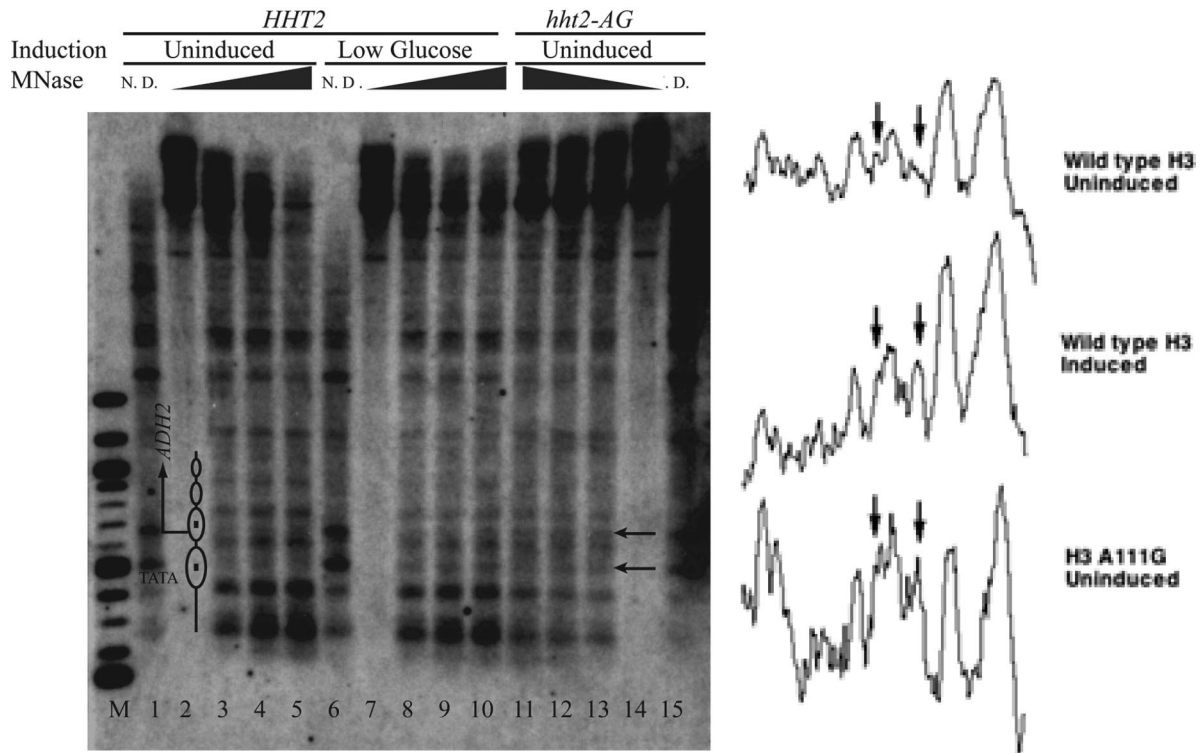 HHT2 hht2-AG
Induction Uninduced Low Glucose Uninduced
MNase N. D. N. D . . D.
ADH2
TATA
M 1 2 3 4 5 6 7 8 9 10 11 12 13 14 15
Wild type H3
Uninduced
Wild type H3
Induced
H3 A111G
Uninduced